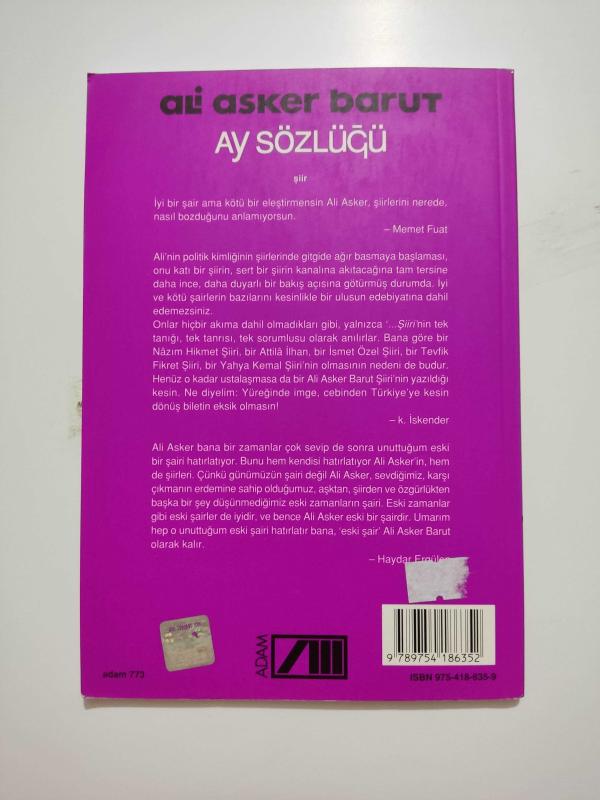 ali asker barut
Ay SÖZLÜĞÜ
şiir
İyi bir şair ama kötü bir eleştirmensin Ali Asker, şiirlerini nerede,
nasıl bozduğunu anlamıyorsun.
– Memet Fuat
Ali'nin politik kimliğinin şiirlerinde gitgide ağır basmaya başlaması,
onu katı bir şiirin, sert bir şiirin kanalına akıtacağına tam tersine
daha ince, daha duyarlı bir bakış açısına götürmüş durumda. İyi
ve kötü şairlerin bazılarını kesinlikle bir ulusun edebiyatına dahil
edemezsiniz.
Onlar hiçbir akıma dahil olmadıkları gibi, yalnızca '...Şiiri'nin tek
tanığı, tek tanrısı, tek sorumlusu olarak anılırlar. Bana göre bir
Nâzım Hikmet Şiiri, bir Attilâ İlhan, bir İsmet Özel Şiiri, bir Tevfik
Fikret Şiiri, bir Yahya Kemal Şiiri'nin olmasının nedeni de budur.
Henüz o kadar ustalaşmasa da bir Ali Asker Barut Şiiri'nin yazıldığı
kesin. Ne diyelim: Yüreğinde imge, cebinden Türkiye'ye kesin
dönüş biletin eksik olmasın!
– k. İskender
Ali Asker bana bir zamanlar çok sevip de sonra unuttuğum eski
bir şairi hatırlatıyor. Bunu hem kendisi hatırlatıyor Ali Asker'in, hem
de şiirleri. Çünkü günümüzün şairi değil Ali Asker, sevdiğimiz, karşı
çıkmanın erdemine sahip olduğumuz, aşktan, şiirden ve özgürlükten
başka bir şey düşünmediğimiz eski zamanların şairi. Eski zamanlar
gibi eski şairler de iyidir, ve bence Ali Asker eski bir şairdir. Umarım
hep o unuttuğum eski şairi hatırlatır bana, 'eski şair' Ali Asker Barut
olarak kalır.
– Haydar Ergülen
adam 773
ADAM
9 789754 186352
ISBN 975-418-635-9